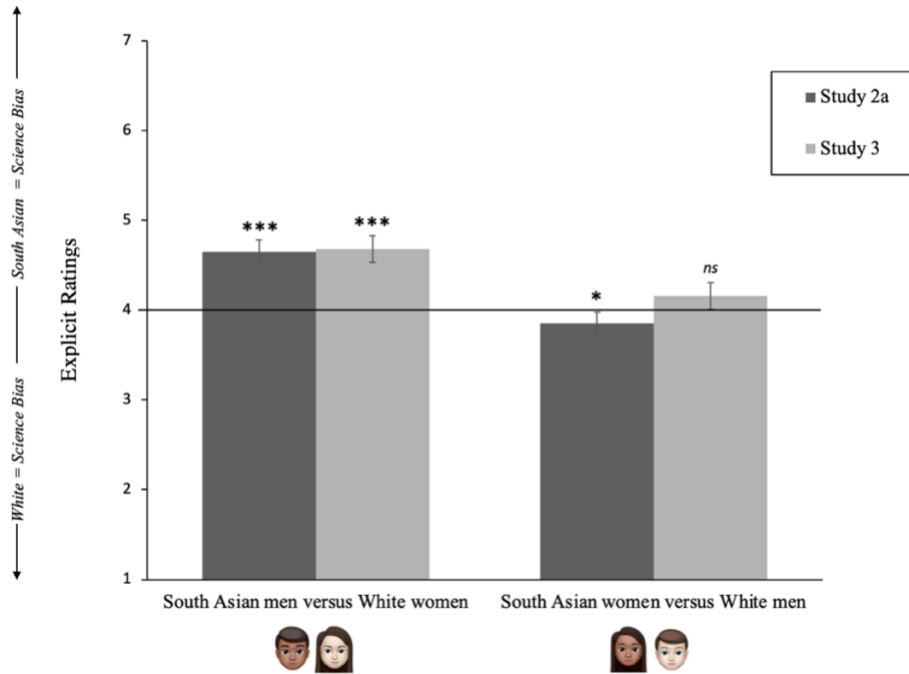 7
6
5
4
3
2
1
White = Science Bias
South Asian = Science Bias
Explicit Ratings
Study 2a
Study 3
***
***
*
ns
South Asian men versus White women
South Asian women versus White men